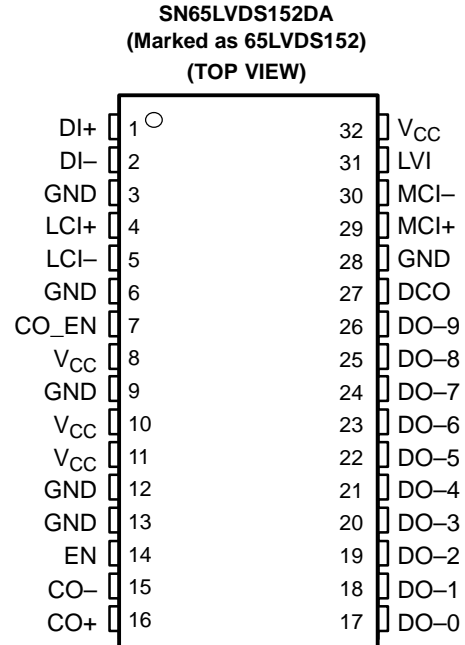 SN65LVDS152DA
(Marked as 65LVDS152)
(TOP VIEW)
DI+ 1 32 VCC
DI– 2 31 LVI
GND 3 30 MCI–
LCI+ 4 29 MCI+
LCI– 5 28 GND
GND 6 27 DCO
CO_EN 7 26 DO–9
VCC 8 25 DO–8
GND 9 24 DO–7
VCC 10 23 DO–6
VCC 11 22 DO–5
GND 12 21 DO–4
GND 13 20 DO–3
EN 14 19 DO–2
CO– 15 18 DO–1
CO+ 16 17 DO–0